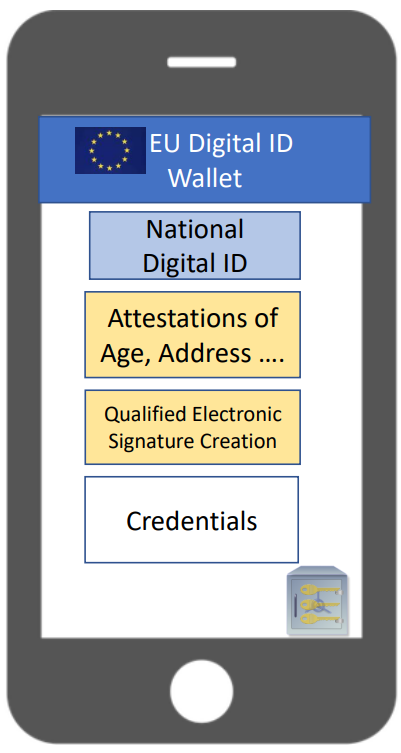 EU Digital ID
Wallet
National
Digital ID
Attestations of
Age, Address ....
Qualified Electronic
Signature Creation
Credentials